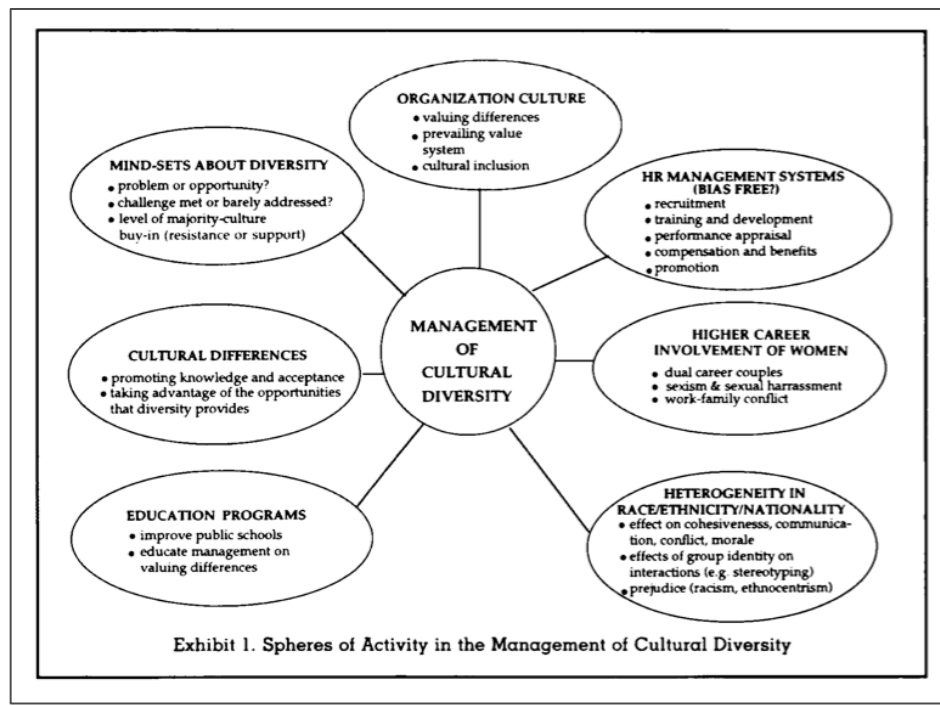 ORGANIZATION CULTURE
• valuing differences
• prevailing value
system
• cultural inclusion
MIND-SETS ABOUT DIVERSITY
• problem or opportunity?
• challenge met or barely addressed?
• level of majority-culture
buy-in (resistance or support)
HR MANAGEMENT SYSTEMS
(BIAS FREE?)
• recruitment
• training and development
• performance appraisal
• compensation and benefits
• promotion
MANAGEMENT
OF
CULTURAL
DIVERSITY
CULTURAL DIFFERENCES
• promoting knowledge and acceptance
• taking advantage of the opportunities
that diversity provides
HIGHER CAREER
INVOLVEMENT OF WOMEN
• dual career couples
• sexism & sexual harrassment
• work-family conflict
EDUCATION PROGRAMS
• improve public schools
• educate management on
valuing differences
HETEROGENEITY IN
RACE/ETHNICITY/NATIONALITY
• effect on cohesivenesss, communica-
tion, conflict, morale
• effects of group identity on
interactions (e.g. stereotyping)
• prejudice (racism, ethnocentrism)
Exhibit 1. Spheres of Activity in the Management of Cultural Diversity